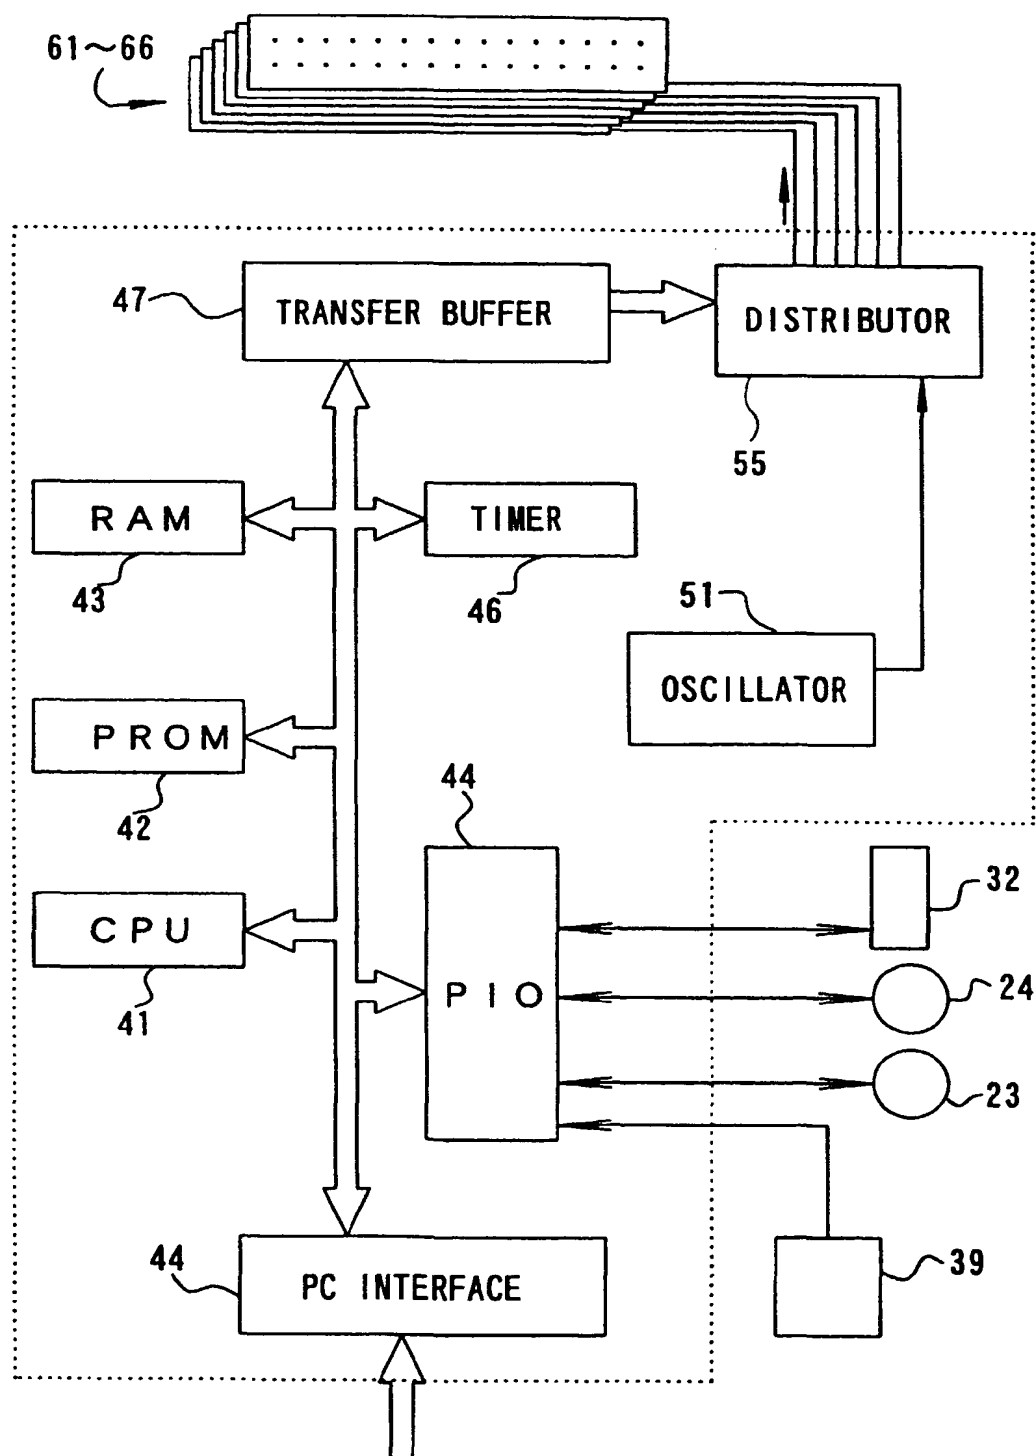 61~66
47
TRANSFER BUFFER
DISTRIBUTOR
55
RAM
TIMER
43
46
51
OSCILLATOR
PROM
42
44
32
CPU
PIO
24
41
23
44
PC INTERFACE
39